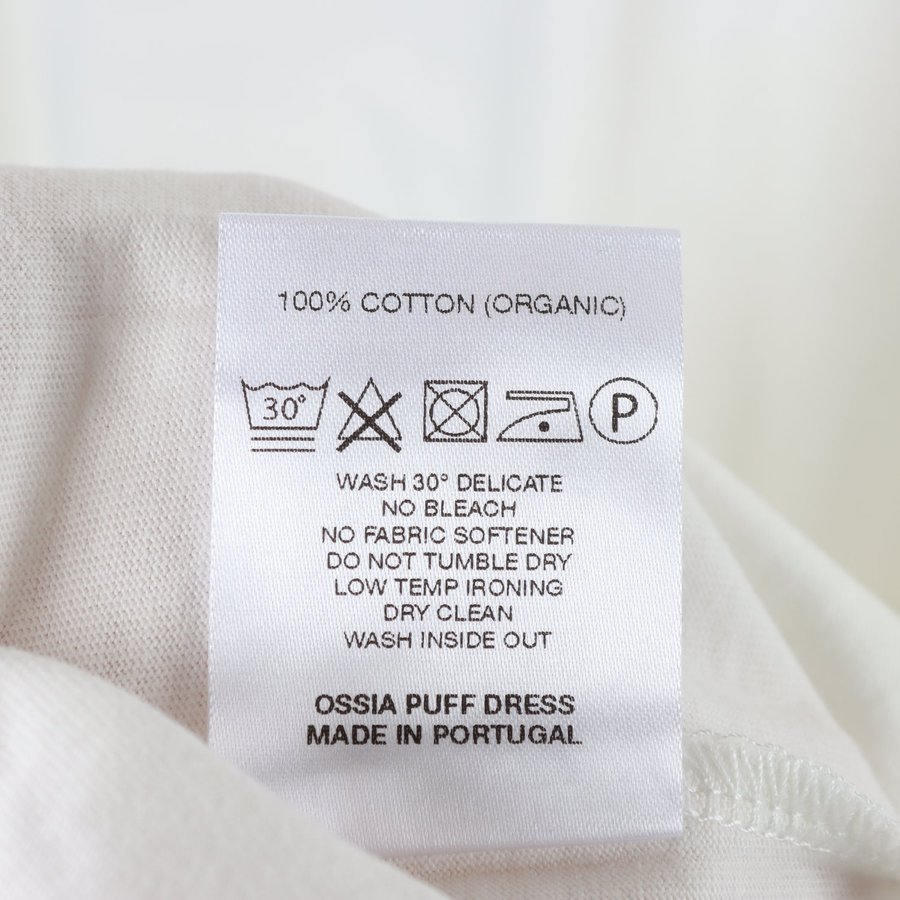 100% COTTON (ORGANIC)
30° P
WASH 30° DELICATE
NO BLEACH
NO FABRIC SOFTENER
DO NOT TUMBLE DRY
LOW TEMP IRONING
DRY CLEAN
WASH INSIDE OUT
OSSIA PUFF DRESS
MADE IN PORTUGAL